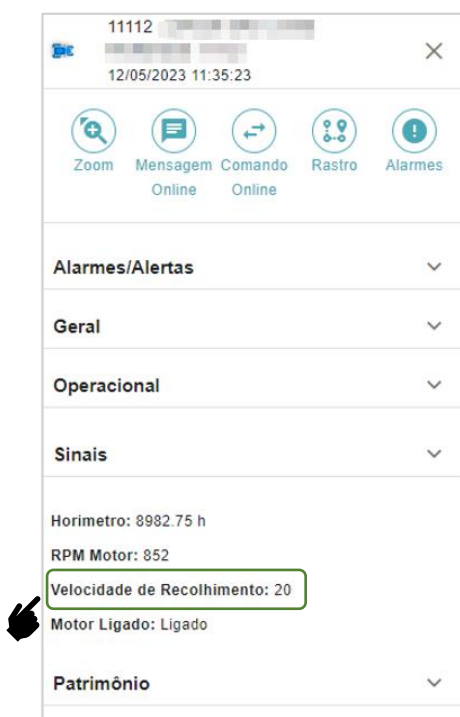 11112
12/05/2023 11:35:23
Zoom
Mensagem Online
Comando Online
Rastro
Alarmes
Alarmes/Alertas
Geral
Operacional
Sinais
Horimetro: 8982.75 h
RPM Motor: 852
Velocidade de Recolhimento: 20
Motor Ligado: Ligado
Patrimônio